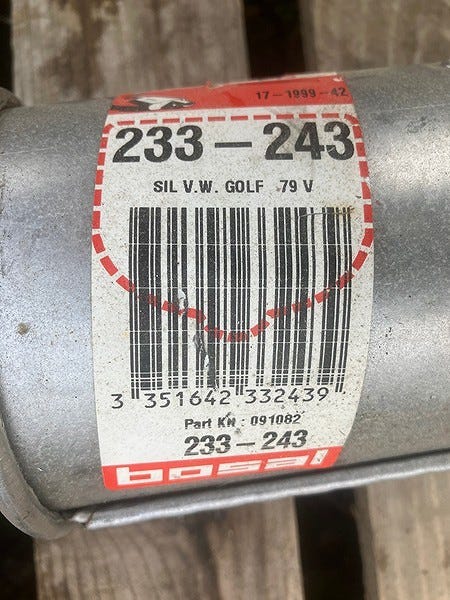 17-1999-42
233-243
SIL V.W. GOLF 79 V
3 351642 332439
Part KN : 091082
233-243
bosal